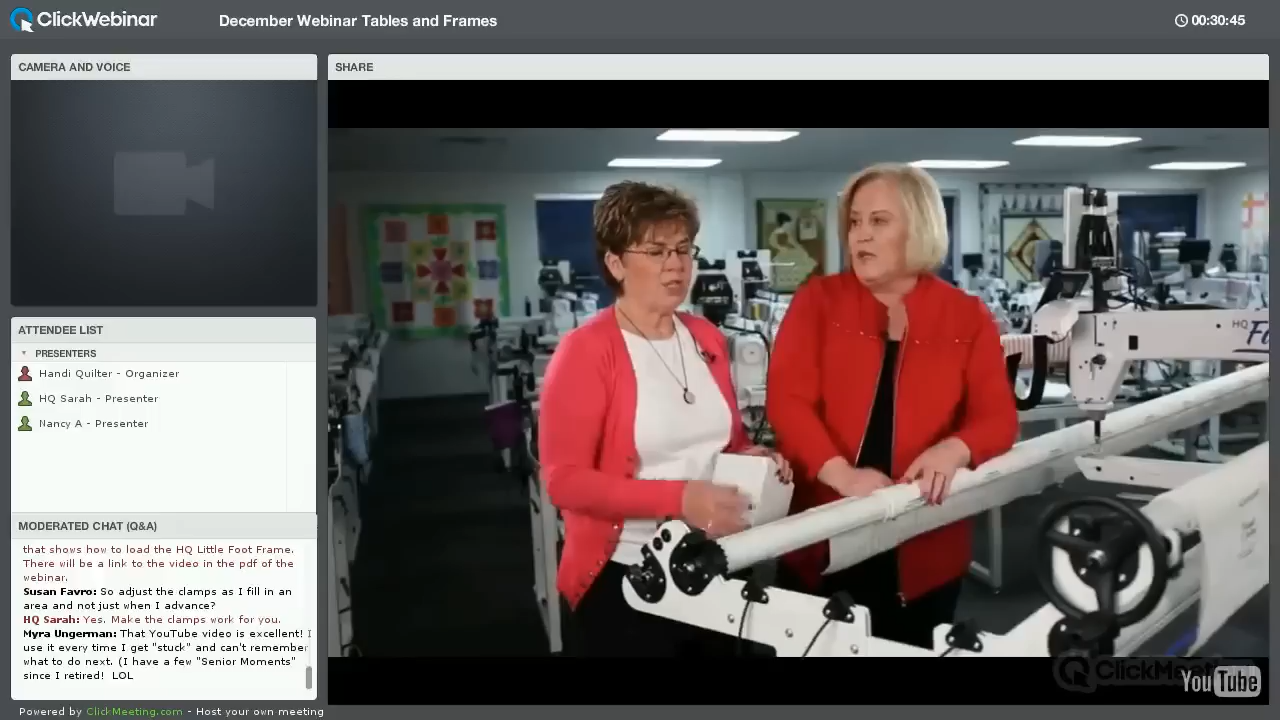 ClickWebinar
December Webinar Tables and Frames
00:30:45
CAMERA AND VOICE
SHARE
ATTENDEE LIST
PRESENTERS
Handi Quilter - Organizer
HQ Sarah - Presenter
Nancy A - Presenter
MODERATED CHAT (Q&A)
that shows how to load the HQ Little Foot Frame.
There will be a link to the video in the pdf of the
webinar.
Susan Favro: So adjust the clamps as I fill in an
area and not just when I advance?
HQ Sarah: Yes. Make the clamps work for you.
Myra Ungerman: That YouTube video is excellent! I
use it every time I get "stuck" and can't remember
what to do next. (I have a few "Senior Moments"
since I retired! LOL
HQ
ClickMeeting
YouTube
Powered by ClickMeeting.com - Host your own meeting